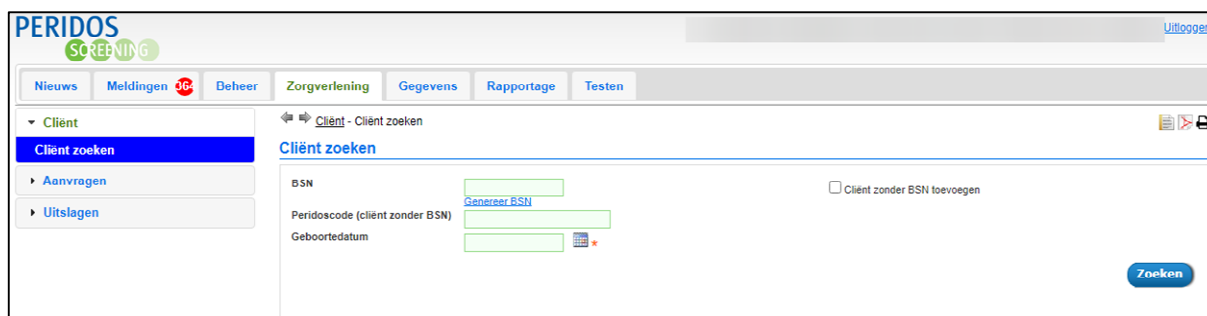 PERIDOS
SCREENING
Uitloggen
Nieuws
Meldingen 364
Beheer
Zorgverlening
Gegevens
Rapportage
Testen
Cliënt
Cliënt zoeken
Aanvragen
Uitslagen
Cliënt - Cliënt zoeken
Cliënt zoeken
BSN
Genereer BSN
Cliënt zonder BSN toevoegen
Peridoscode (cliënt zonder BSN)
Geboortedatum
*
Zoeken